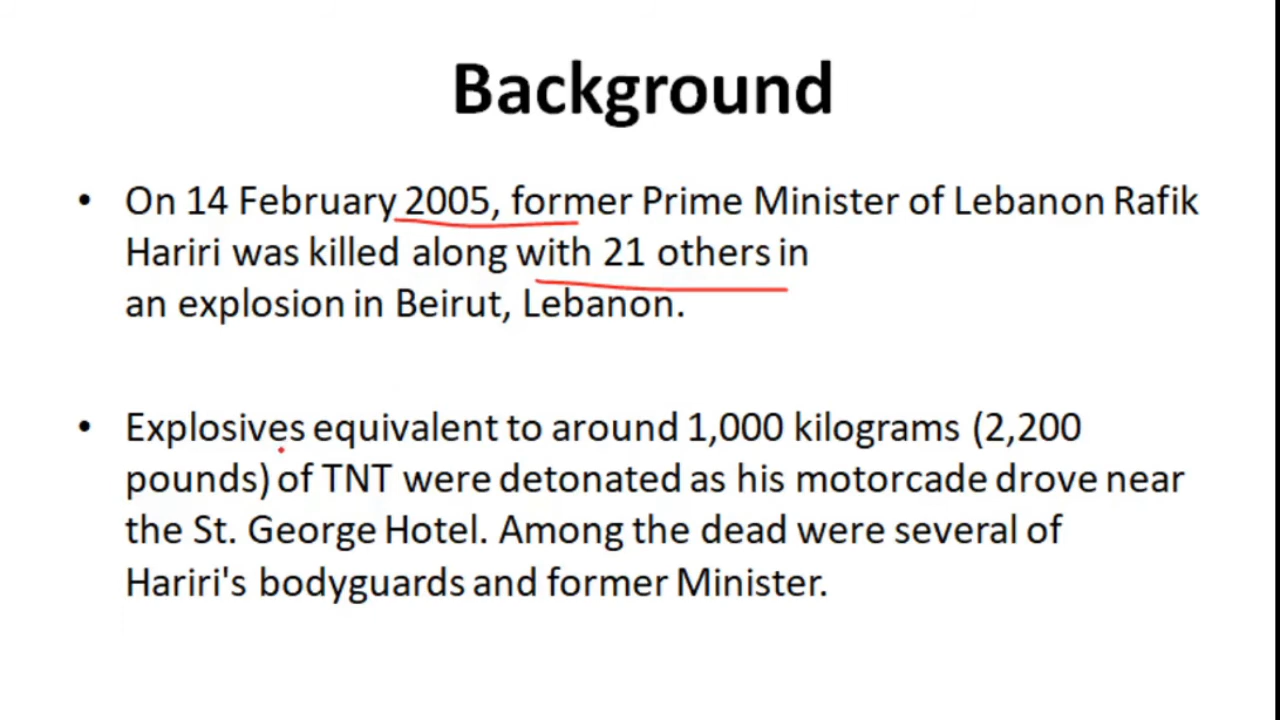 Background
• On 14 February 2005, former Prime Minister of Lebanon Rafik
Hariri was killed along with 21 others in
an explosion in Beirut, Lebanon.
• Explosives equivalent to around 1,000 kilograms (2,200
pounds) of TNT were detonated as his motorcade drove near
the St. George Hotel. Among the dead were several of
Hariri's bodyguards and former Minister.